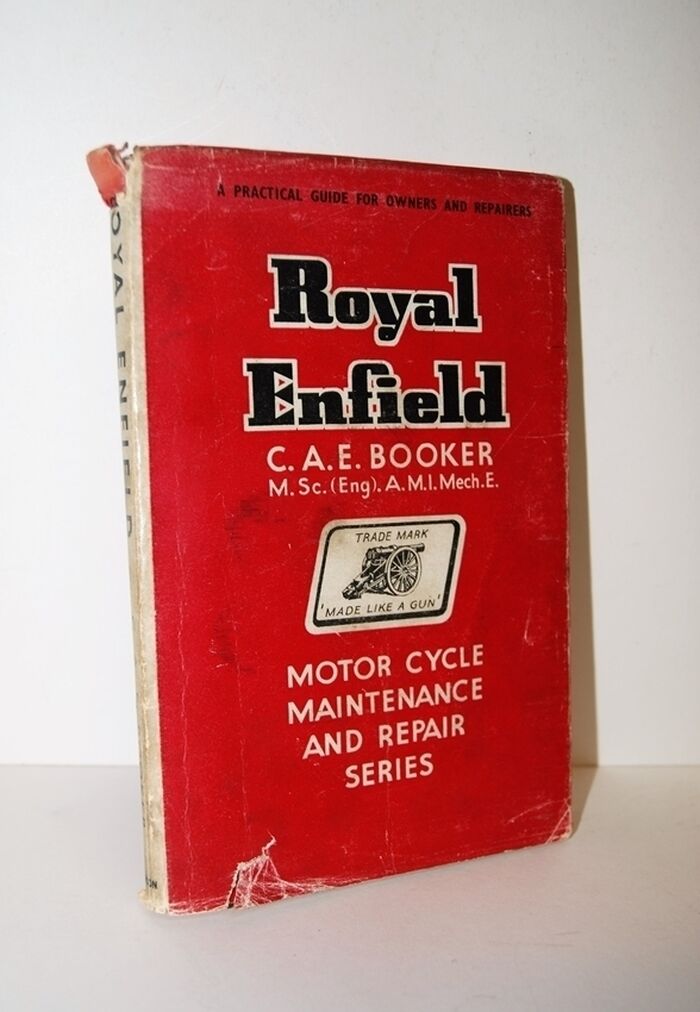 A PRACTICAL GUIDE FOR OWNERS AND REPAIRERS
Royal
Enfield
C. A. E. BOOKER
M. Sc. (Eng). A. M. I. Mech. E.
TRADE MARK
'MADE LIKE A GUN'
MOTOR CYCLE
MAINTENANCE
AND REPAIR
SERIES
ROYAL ENFIELD